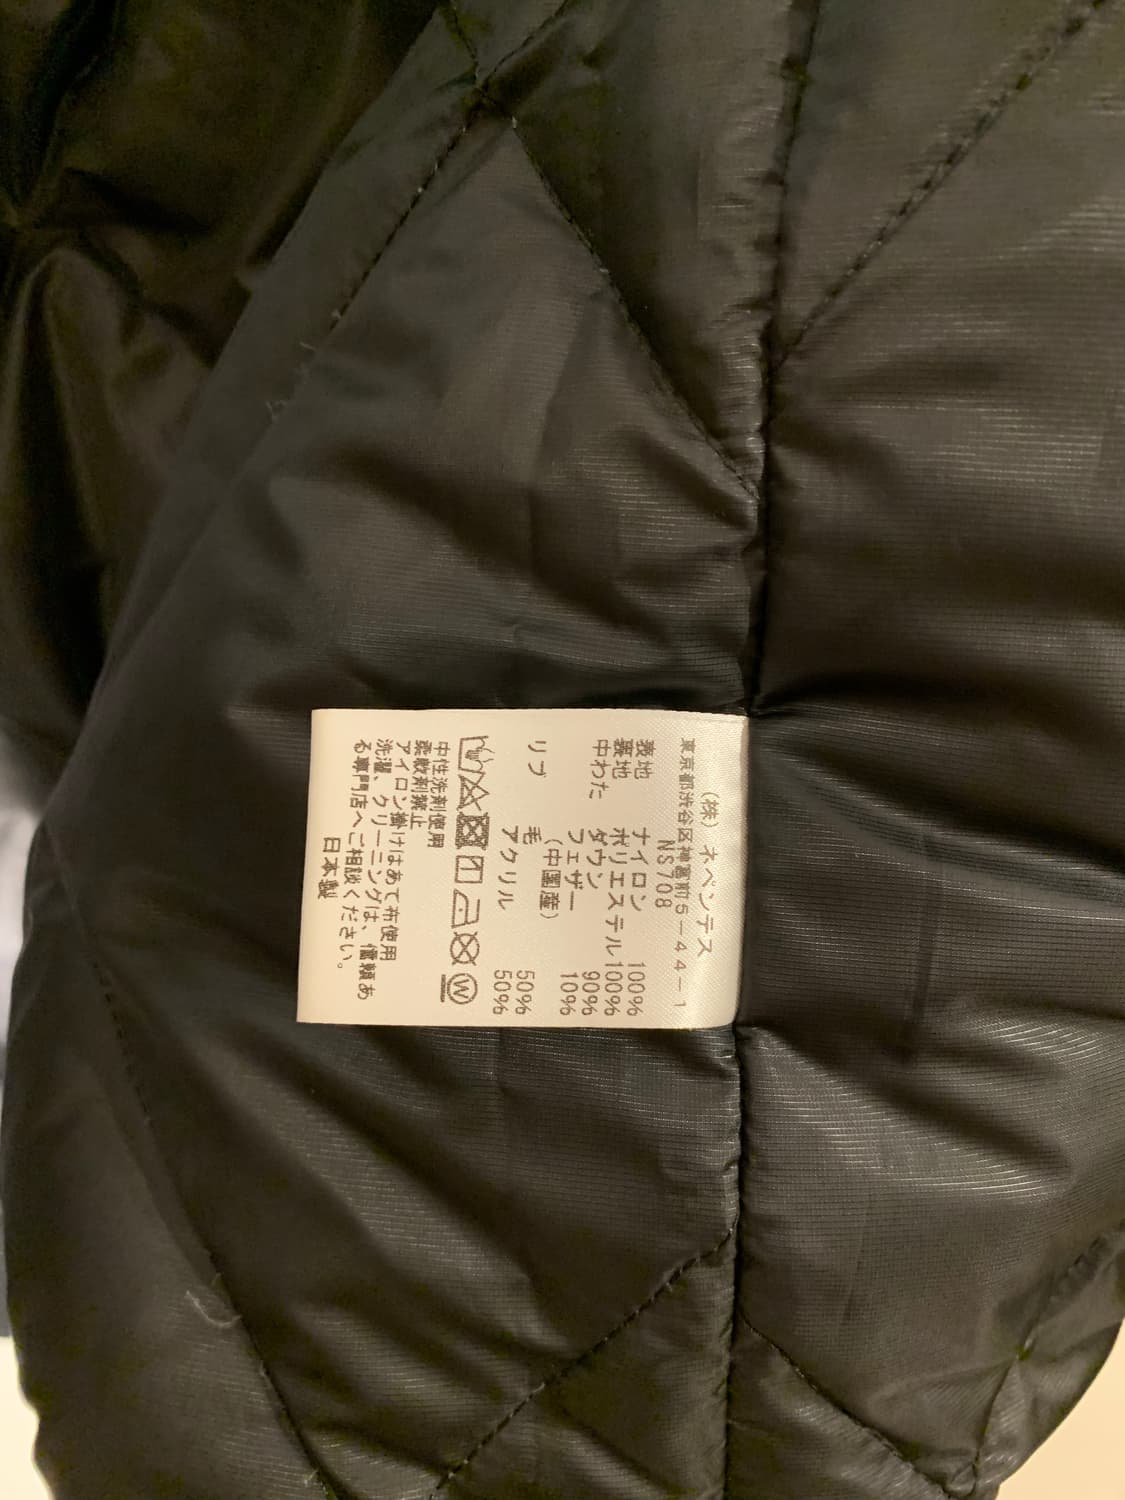 (株)ネペンテス
東京都渋谷区神宮前5-44-1
NS708
表地 ナイロン 100%
裏地 ポリエステル 100%
中わた ダウン 90%
フェザー 10%
(中国産)
リブ 毛 50%
アクリル 50%
W
中性洗剤使用
柔軟剤禁止
アイロン掛けはあて布使用
洗濯、クリーニングは、信頼あ
る専門店へご相談ください。
日本製